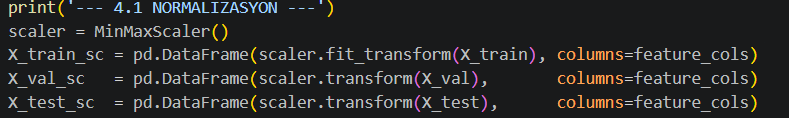 print('--- 4.1 NORMALIZASYON ---')
scaler = MinMaxScaler()
X_train_sc = pd.DataFrame(scaler.fit_transform(X_train), columns=feature_cols)
X_val_sc   = pd.DataFrame(scaler.transform(X_val),       columns=feature_cols)
X_test_sc  = pd.DataFrame(scaler.transform(X_test),      columns=feature_cols)